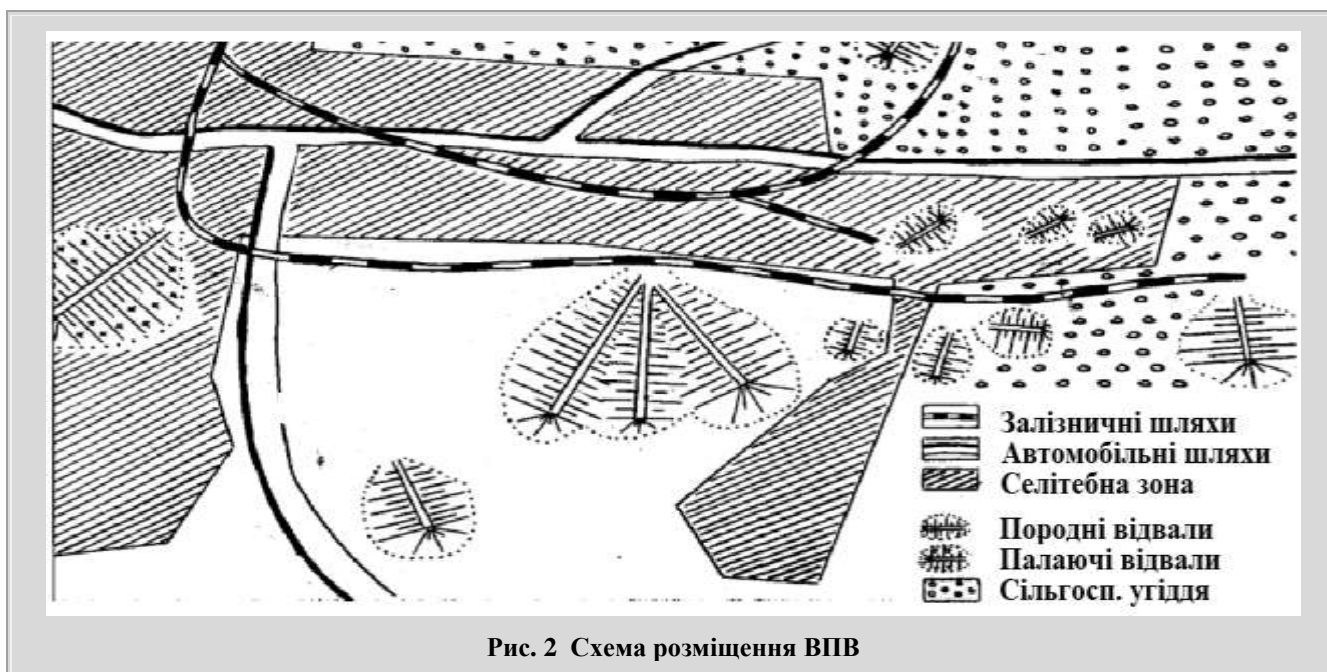 Залізничні шляхи
Автомобільні шляхи
Селітебна зона
Породні відвали
Палаючі відвали
Сільгосп. угіддя
Рис. 2 Схема розміщення ВПВ